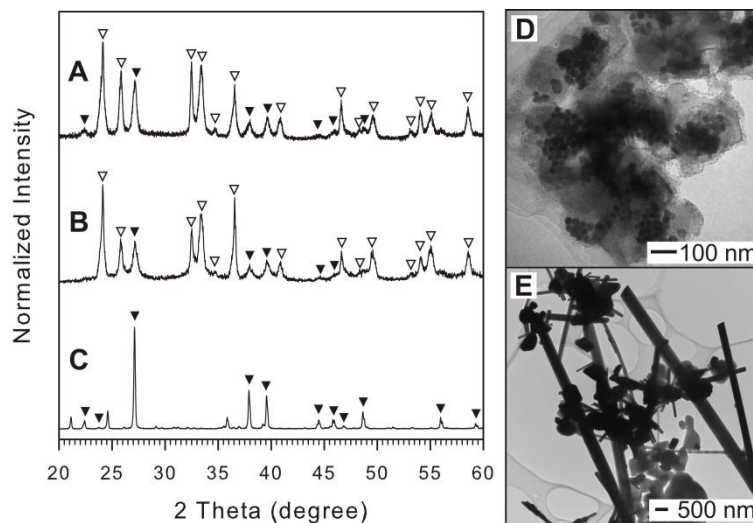 A
B
C
Normalized Intensity
20 25 30 35 40 45 50 55 60
2 Theta (degree)
D
100 nm
E
500 nm